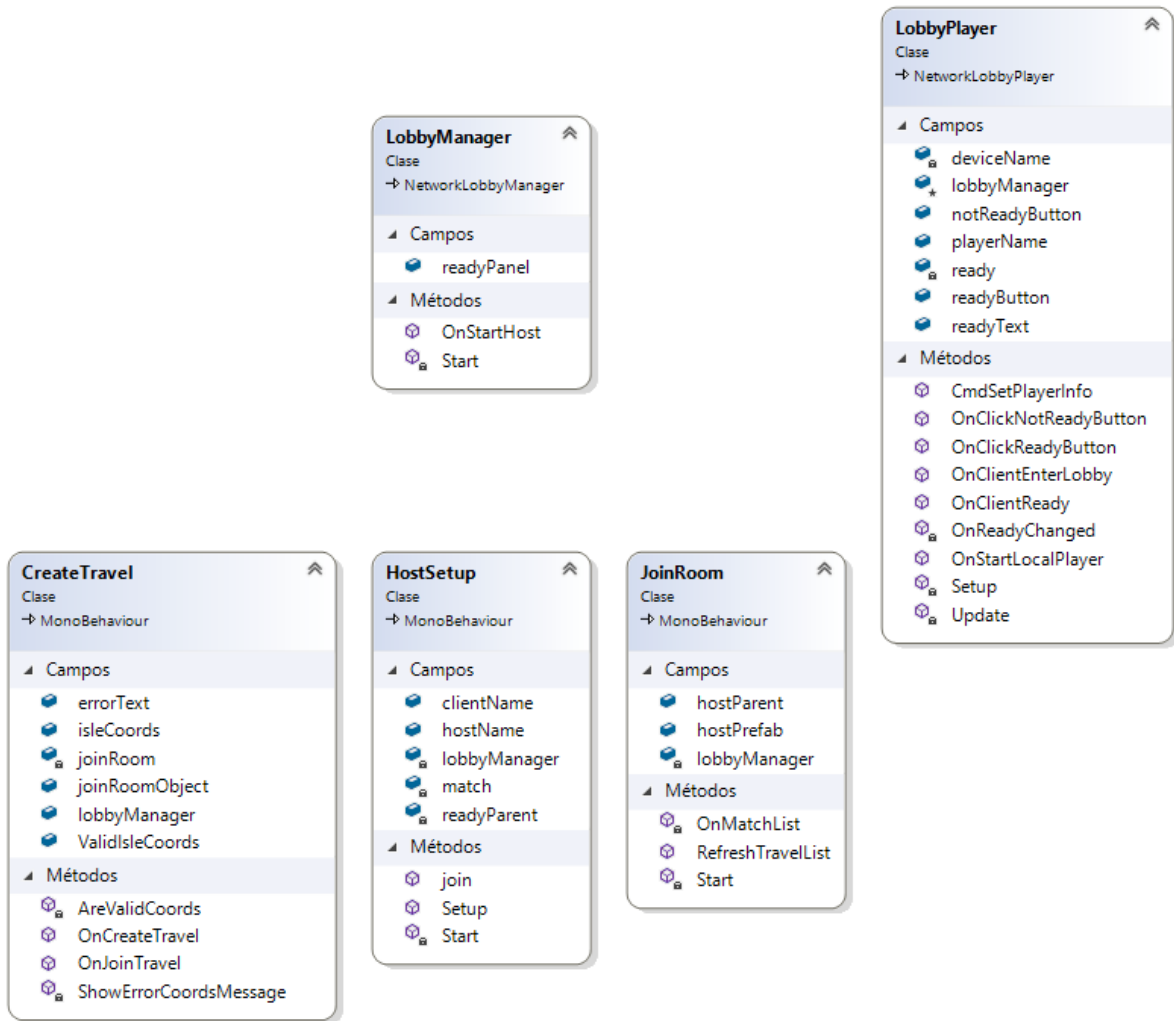 LobbyPlayer
Clase
NetworkLobbyPlayer
Campos
deviceName
lobbyManager
notReadyButton
playerName
ready
readyButton
readyText
Métodos
CmdSetPlayerInfo
OnClickNotReadyButton
OnClickReadyButton
OnClientEnterLobby
OnClientReady
OnReadyChanged
OnStartLocalPlayer
Setup
Update
LobbyManager
Clase
NetworkLobbyManager
Campos
readyPanel
Métodos
OnStartHost
Start
CreateTravel
Clase
MonoBehaviour
Campos
errorText
isleCoords
joinRoom
joinRoomObject
lobbyManager
ValidIsleCoords
Métodos
AreValidCoords
OnCreateTravel
OnJoinTravel
ShowErrorCoordsMessage
HostSetup
Clase
MonoBehaviour
Campos
clientName
hostName
lobbyManager
match
readyParent
Métodos
join
Setup
Start
JoinRoom
Clase
MonoBehaviour
Campos
hostParent
hostPrefab
lobbyManager
Métodos
OnMatchList
RefreshTravelList
Start